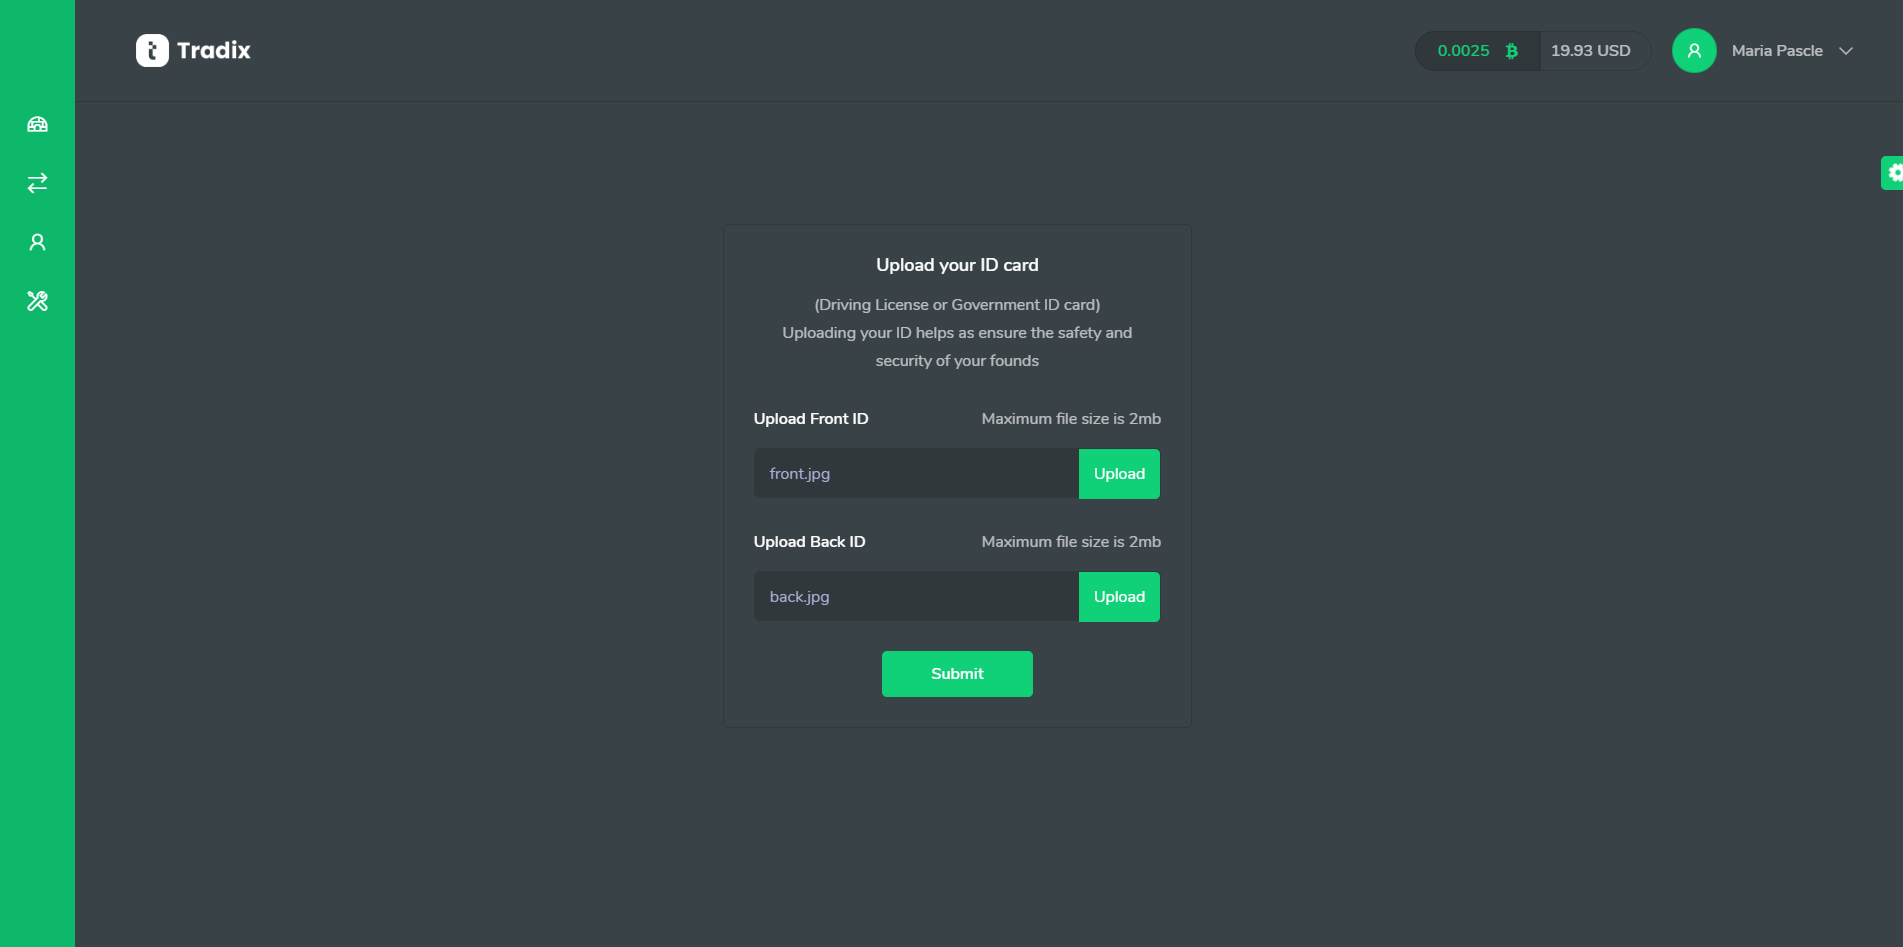 Tradix
0.0025
19.93 USD
Maria Pascle
Upload your ID card
(Driving License or Government ID card)
Uploading your ID helps as ensure the safety and
security of your founds
Upload Front ID
Maximum file size is 2mb
front.jpg
Upload
Upload Back ID
Maximum file size is 2mb
back.jpg
Upload
Submit